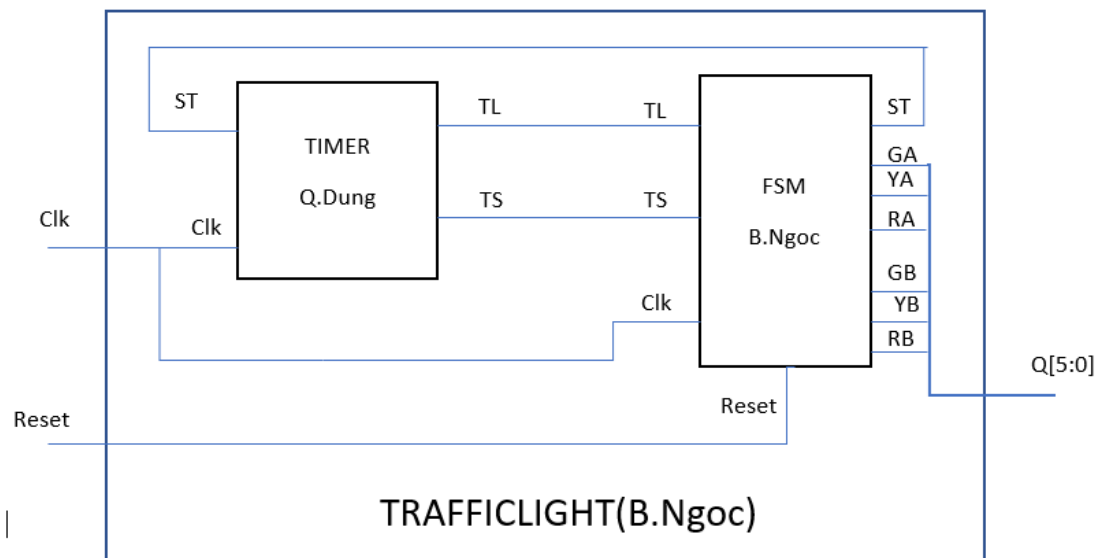 ST
TIMER
Q.Dung
Clk
Clk
TL
TL
TS
TS
FSM
B.Ngoc
Clk
ST
GA
YA
RA
GB
YB
RB
Q[5:0]
Reset
Reset
TRAFFICLIGHT(B.Ngoc)